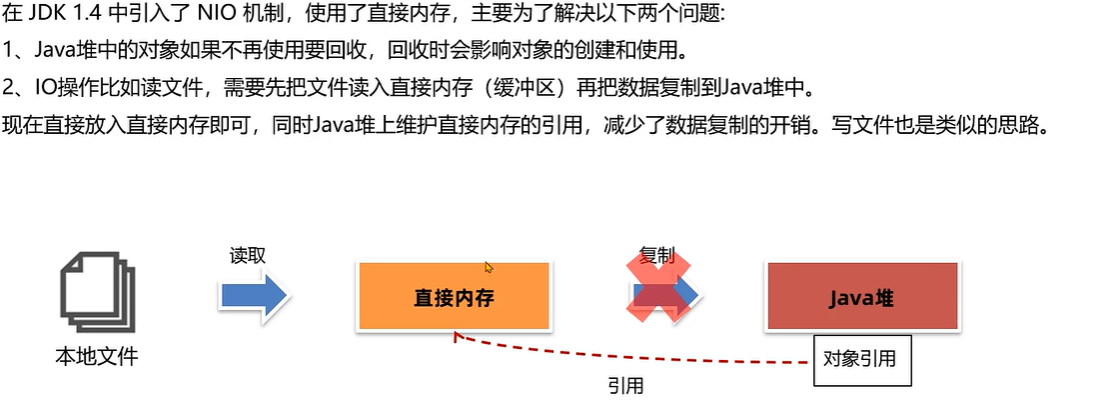 在 JDK 1.4 中引入了 NIO 机制，使用了直接内存，主要为了解决以下两个问题:
1、Java堆中的对象如果不再使用要回收，回收时会影响对象的创建和使用。
2、IO操作比如读文件，需要先把文件读入直接内存（缓冲区）再把数据复制到Java堆中。
现在直接放入直接内存即可，同时Java堆上维护直接内存的引用，减少了数据复制的开销。写文件也是类似的思路。
读取
复制
直接内存
Java堆
本地文件
对象引用
引用